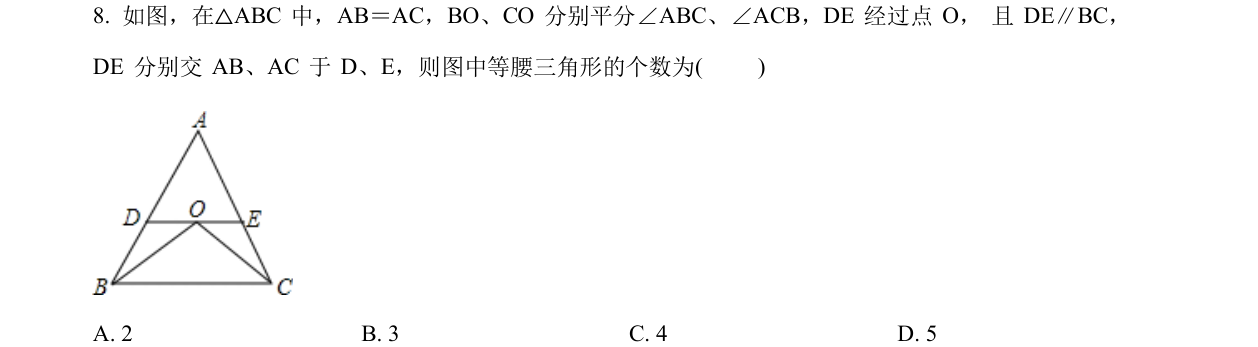 8. 如图，在△ABC 中，AB＝AC，BO、CO 分别平分∠ABC、∠ACB，DE 经过点 O， 且 DE∥BC，
DE 分别交 AB、AC 于 D、E，则图中等腰三角形的个数为( )
A
D O E
B C
A. 2 B. 3 C. 4 D. 5